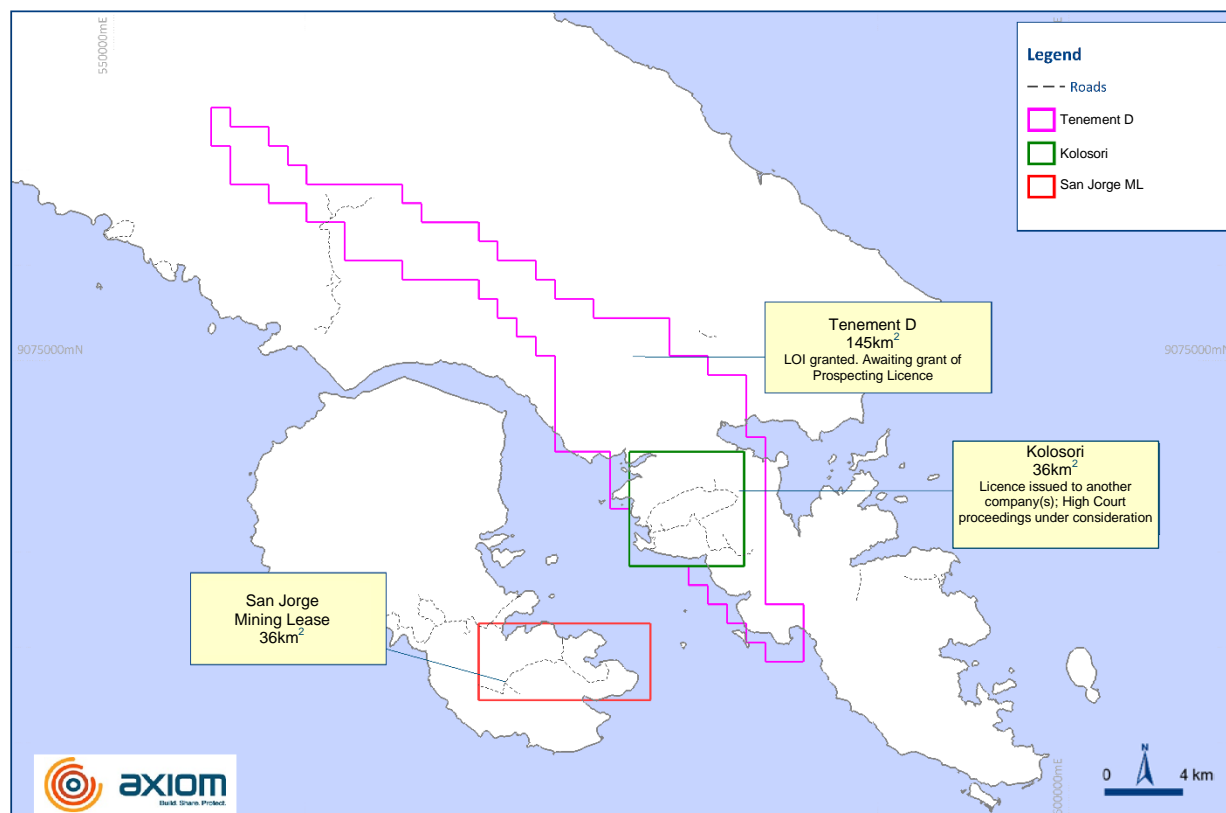 550000mE
Legend
Roads
Tenement D
Kolosori
San Jorge ML
9075000mN
9075000mN
Tenement D
145km²
LOI granted. Awaiting grant of
Prospecting Licence
Kolosori
36km²
Licence issued to another
company(s); High Court
proceedings under consideration
San Jorge
Mining Lease
36km²
axiom
Build. Share. Protect.
N
0 4 km